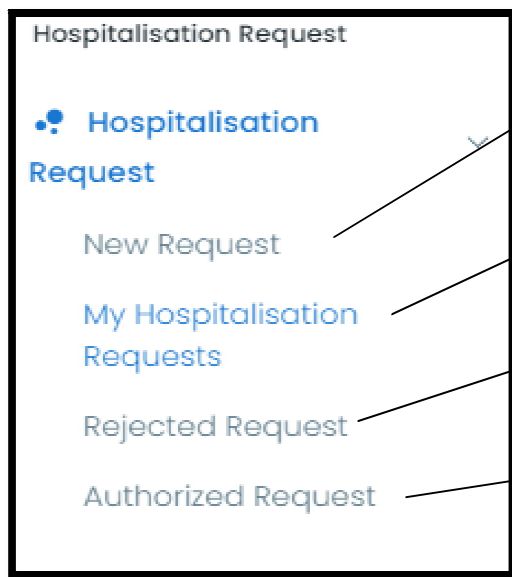 Hospitalisation Request
Hospitalisation
Request
New Request
My Hospitalisation
Requests
Rejected Request
Authorized Request